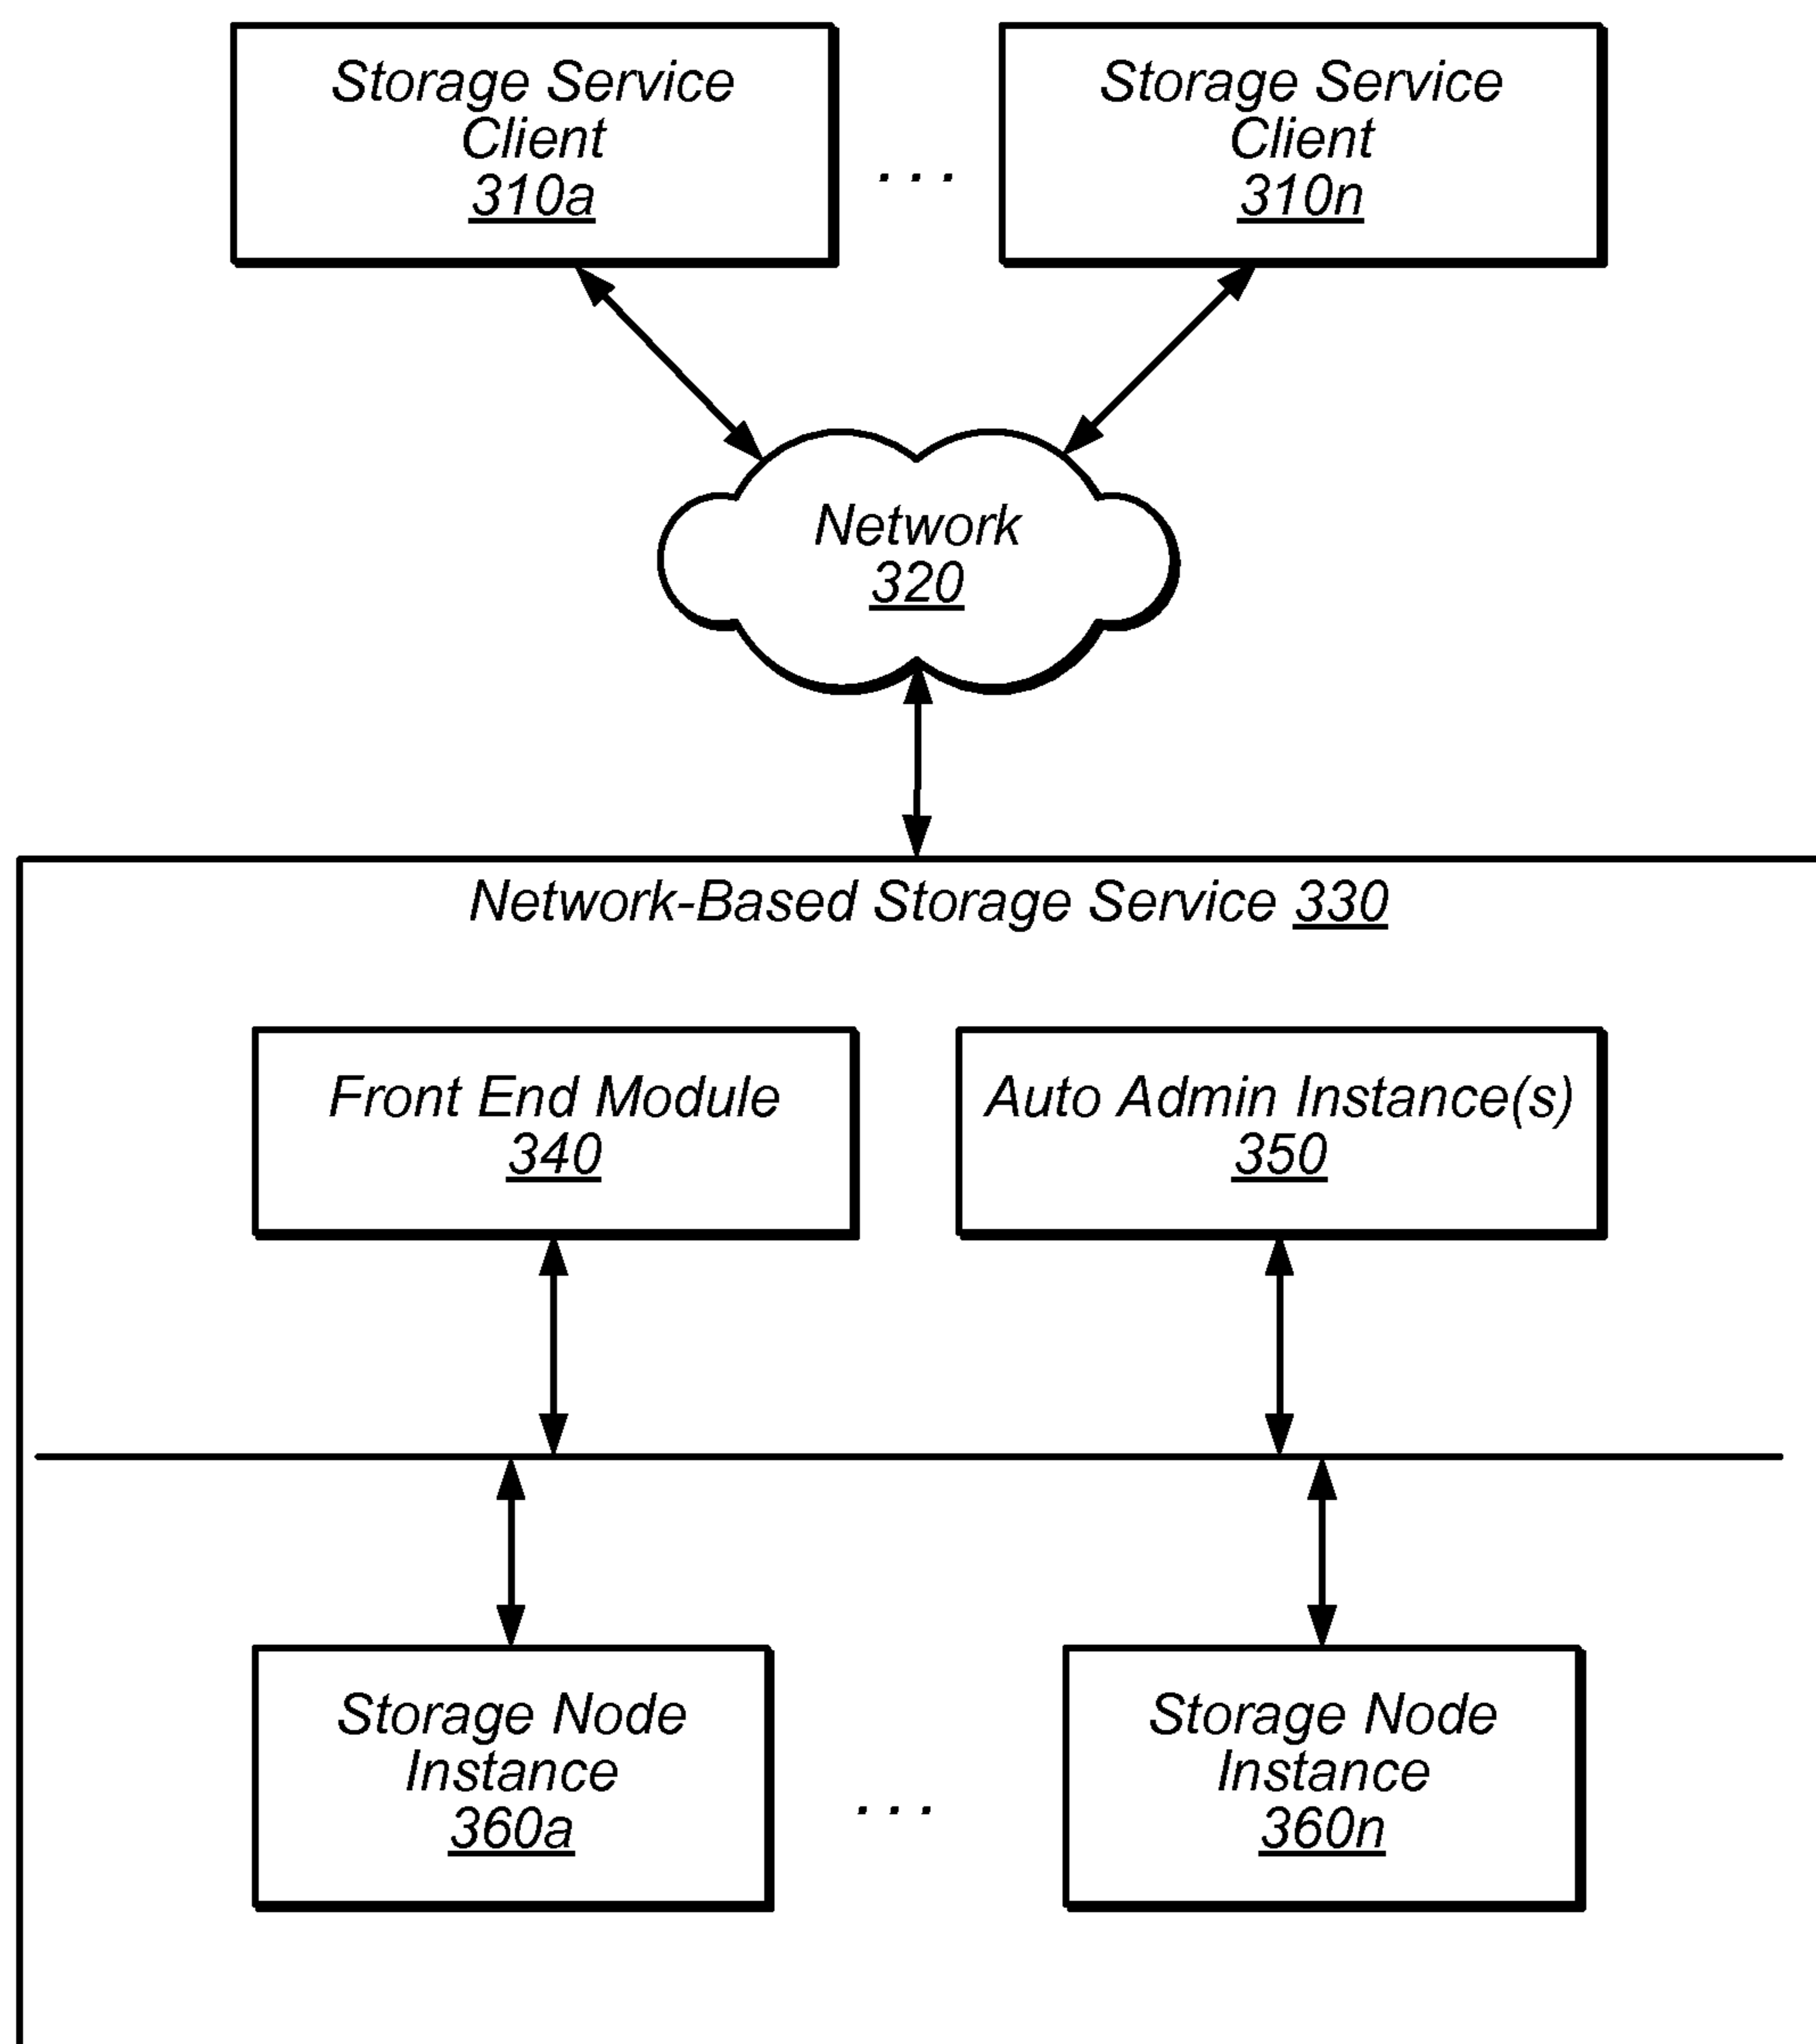 Storage Service
Client
310a
. . .
Storage Service
Client
310n
Network
320
Network-Based Storage Service 330
Front End Module
340
Auto Admin Instance(s)
350
Storage Node
Instance
360a
. . .
Storage Node
Instance
360n